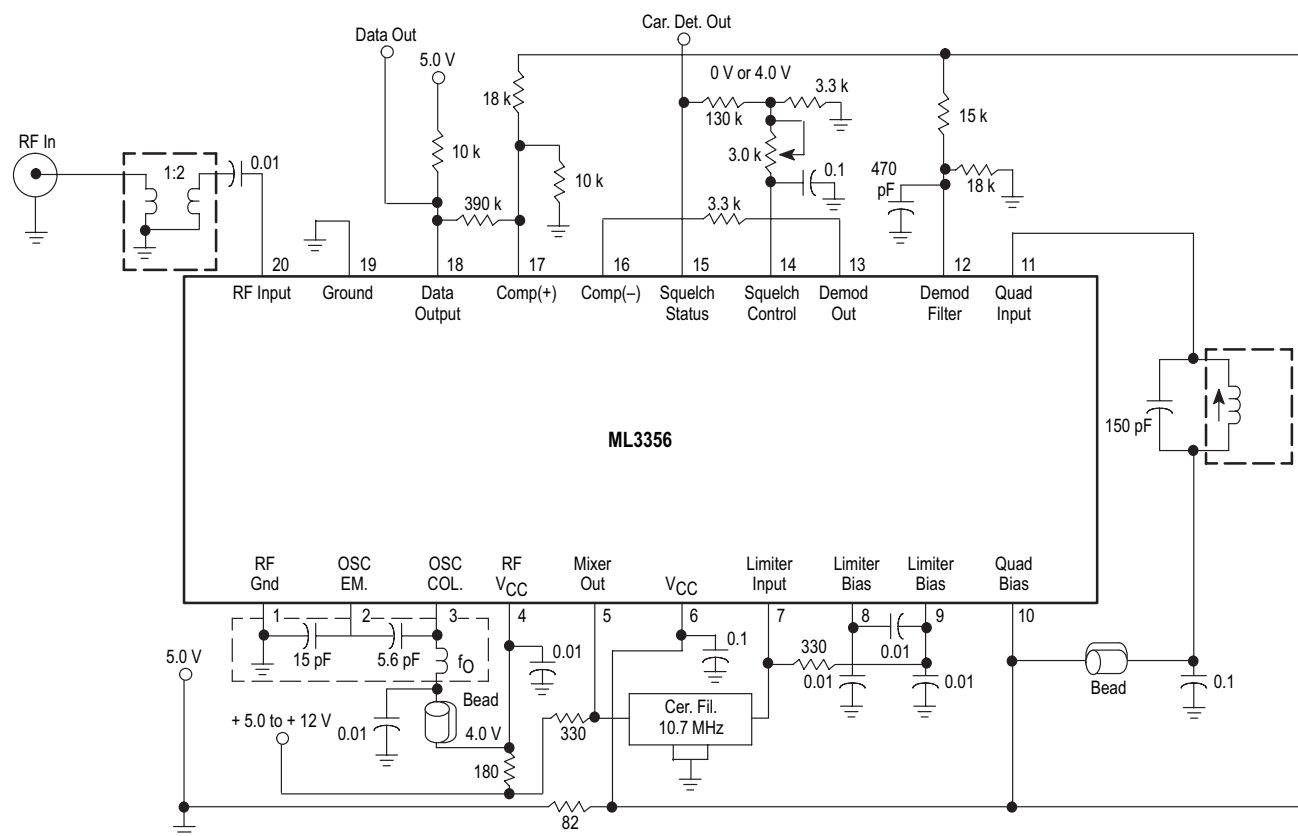 Car. Det. Out
Data Out
5.0 V
0 V or 4.0 V
3.3 k
18 k
130 k
15 k
RF In
1:2
0.01
10 k
3.0 k
0.1
470
pF
18 k
10 k
390 k
3.3 k
20
19
18
17
16
15
14
13
12
11
RF Input
Ground
Data
Output
Comp(+)
Comp(–)
Squelch
Status
Squelch
Control
Demod
Out
Demod
Filter
Quad
Input
150 pF
ML3356
RF
Gnd
OSC
EM.
OSC
COL.
RF
VCC
Mixer
Out
VCC
Limiter
Input
Limiter
Bias
Limiter
Bias
Quad
Bias
1
2
3
4
5
6
7
8
9
10
15 pF
5.6 pF
fO
0.01
0.1
330
0.01
0.01
0.01
5.0 V
Bead
Bead
0.1
+ 5.0 to + 12 V
0.01
4.0 V
330
Cer. Fil.
10.7 MHz
180
82